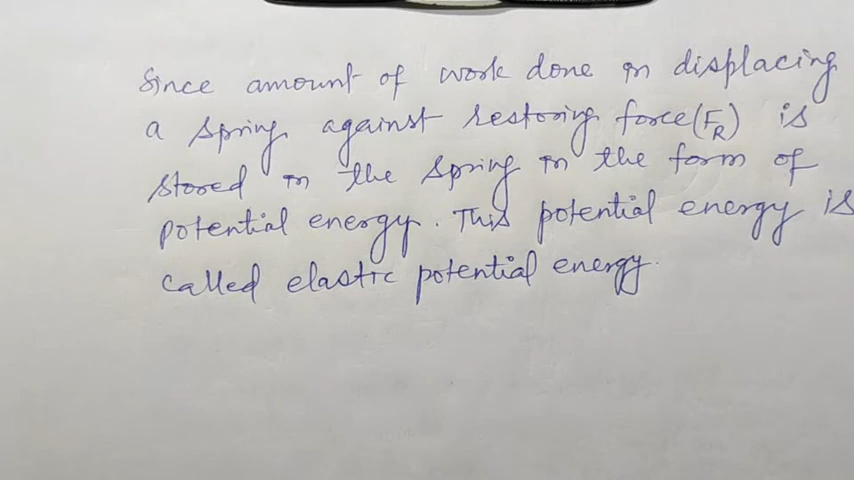 Since amount of work done in displacing
a spring against restoring force (FR) is
stored in the spring in the form of
potential energy. This potential energy is
called elastic potential energy.